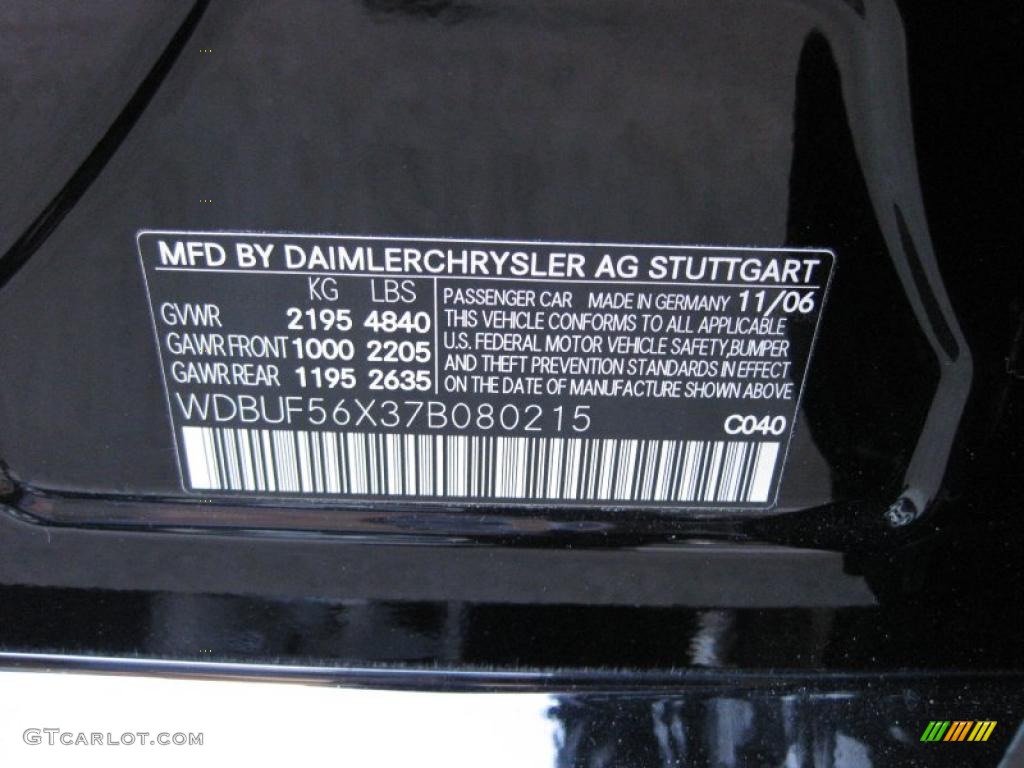 MFD BY DAIMLERCHRYSLER AG STUTTGART
KG LBS
GVWR 2195 4840
GAWR FRONT 1000 2205
GAWR REAR 1195 2635
PASSENGER CAR MADE IN GERMANY 11/06
THIS VEHICLE CONFORMS TO ALL APPLICABLE
U.S. FEDERAL MOTOR VEHICLE SAFETY, BUMPER
AND THEFT PREVENTION STANDARDS IN EFFECT
ON THE DATE OF MANUFACTURE SHOWN ABOVE
WDBUF56X37B080215
C040
GTCARLOT.COM